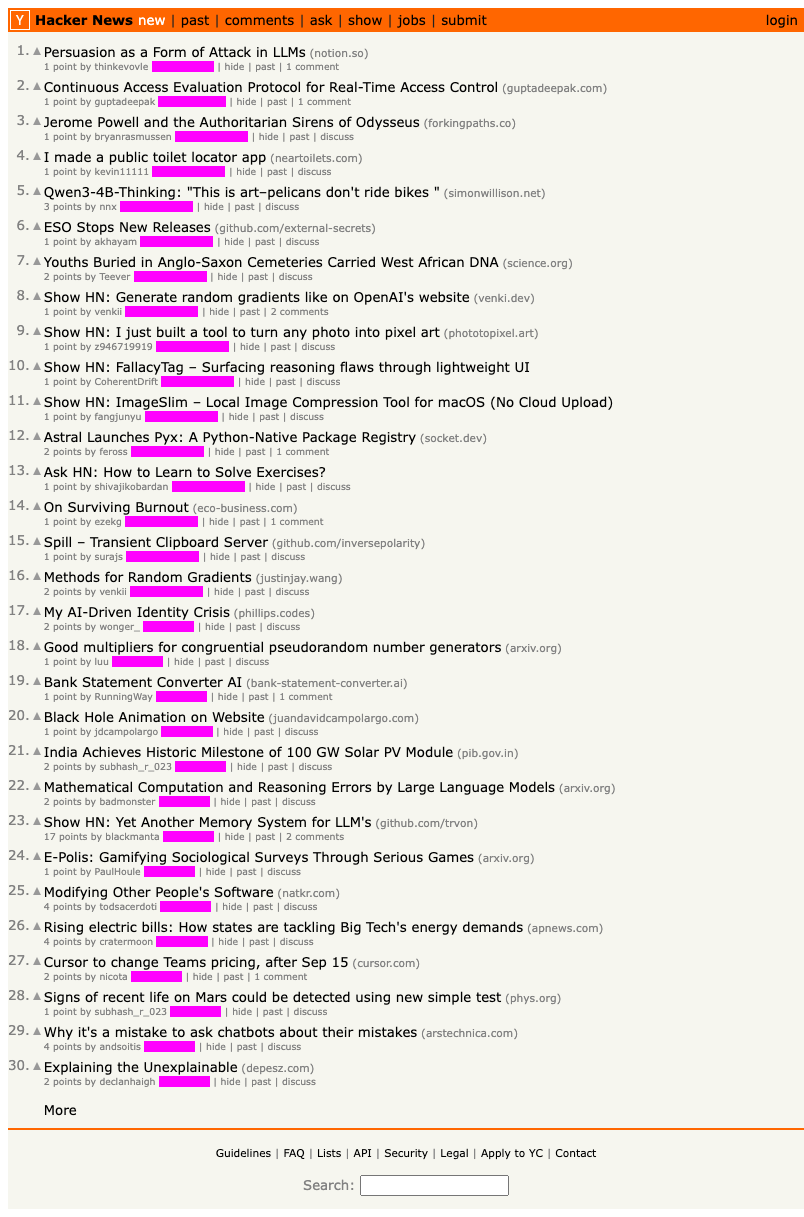 Y Hacker News new | past | comments | ask | show | jobs | submit login
1. ▲ Persuasion as a Form of Attack in LLMs (notion.so)
1 point by thinkevovle | hide | past | 1 comment
2. ▲ Continuous Access Evaluation Protocol for Real-Time Access Control (guptadeepak.com)
1 point by guptadeepak | hide | past | 1 comment
3. ▲ Jerome Powell and the Authoritarian Sirens of Odysseus (forkingpaths.co)
1 point by bryanrasmussen | hide | past | discuss
4. ▲ I made a public toilet locator app (neartoilets.com)
1 point by kevin11111 | hide | past | discuss
5. ▲ Qwen3-4B-Thinking: "This is art–pelicans don't ride bikes " (simonwillison.net)
3 points by nnx | hide | past | discuss
6. ▲ ESO Stops New Releases (github.com/external-secrets)
1 point by akhayam | hide | past | discuss
7. ▲ Youths Buried in Anglo-Saxon Cemeteries Carried West African DNA (science.org)
2 points by Teever | hide | past | discuss
8. ▲ Show HN: Generate random gradients like on OpenAI's website (venki.dev)
1 point by venkii | hide | past | 2 comments
9. ▲ Show HN: I just built a tool to turn any photo into pixel art (phototopixel.art)
1 point by z946719919 | hide | past | discuss
10. ▲ Show HN: FallacyTag – Surfacing reasoning flaws through lightweight UI
1 point by CoherentDrift | hide | past | discuss
11. ▲ Show HN: ImageSlim – Local Image Compression Tool for macOS (No Cloud Upload)
1 point by fangjunyu | hide | past | discuss
12. ▲ Astral Launches Pyx: A Python-Native Package Registry (socket.dev)
2 points by feross | hide | past | 1 comment
13. ▲ Ask HN: How to Learn to Solve Exercises?
1 point by shivajikobardan | hide | past | discuss
14. ▲ On Surviving Burnout (eco-business.com)
1 point by ezekg | hide | past | 1 comment
15. ▲ Spill – Transient Clipboard Server (github.com/inversepolarity)
1 point by surajs | hide | past | discuss
16. ▲ Methods for Random Gradients (justinjay.wang)
2 points by venkii | hide | past | discuss
17. ▲ My AI-Driven Identity Crisis (phillips.codes)
2 points by wonger_ | hide | past | discuss
18. ▲ Good multipliers for congruential pseudorandom number generators (arxiv.org)
1 point by luu | hide | past | discuss
19. ▲ Bank Statement Converter AI (bank-statement-converter.ai)
1 point by RunningWay | hide | past | 1 comment
20. ▲ Black Hole Animation on Website (juandavidcampolargo.com)
1 point by jdcampolargo | hide | past | discuss
21. ▲ India Achieves Historic Milestone of 100 GW Solar PV Module (pib.gov.in)
2 points by subhash_r_023 | hide | past | discuss
22. ▲ Mathematical Computation and Reasoning Errors by Large Language Models (arxiv.org)
2 points by badmonster | hide | past | discuss
23. ▲ Show HN: Yet Another Memory System for LLM's (github.com/trvon)
17 points by blackmanta | hide | past | 2 comments
24. ▲ E-Polis: Gamifying Sociological Surveys Through Serious Games (arxiv.org)
1 point by PaulHoule | hide | past | discuss
25. ▲ Modifying Other People's Software (natkr.com)
4 points by todsacerdoti | hide | past | discuss
26. ▲ Rising electric bills: How states are tackling Big Tech's energy demands (apnews.com)
4 points by cratermoon | hide | past | discuss
27. ▲ Cursor to change Teams pricing, after Sep 15 (cursor.com)
2 points by nicota | hide | past | 1 comment
28. ▲ Signs of recent life on Mars could be detected using new simple test (phys.org)
1 point by subhash_r_023 | hide | past | discuss
29. ▲ Why it's a mistake to ask chatbots about their mistakes (arstechnica.com)
4 points by andsoitis | hide | past | discuss
30. ▲ Explaining the Unexplainable (depesz.com)
2 points by declanhaigh | hide | past | discuss
More
Guidelines | FAQ | Lists | API | Security | Legal | Apply to YC | Contact
Search: